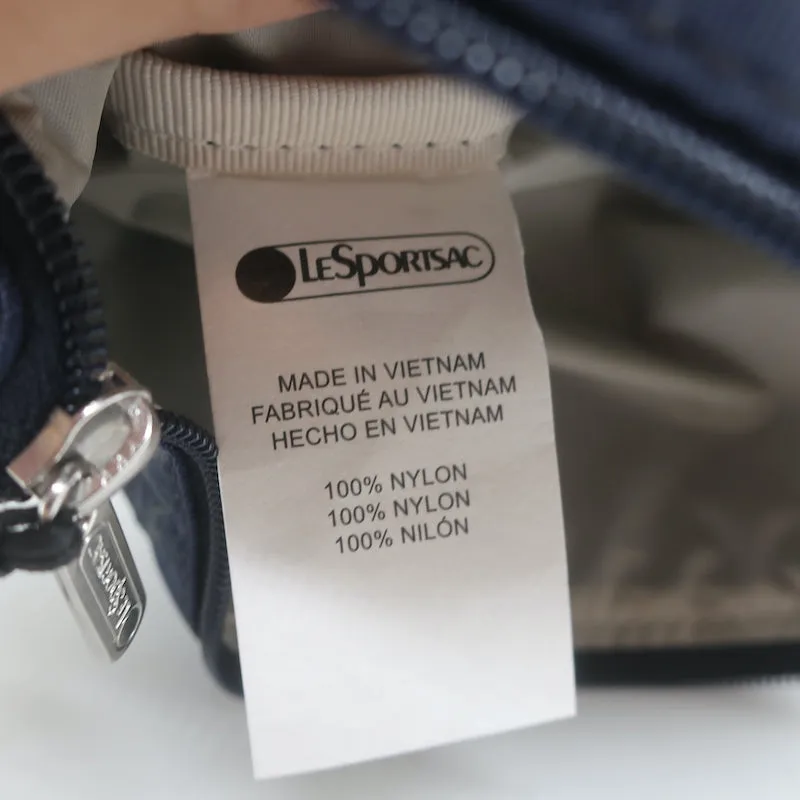 LESPORTSAC
MADE IN VIETNAM
FABRIQUÉ AU VIETNAM
HECHO EN VIETNAM
100% NYLON
100% NYLON
100% NILÓN